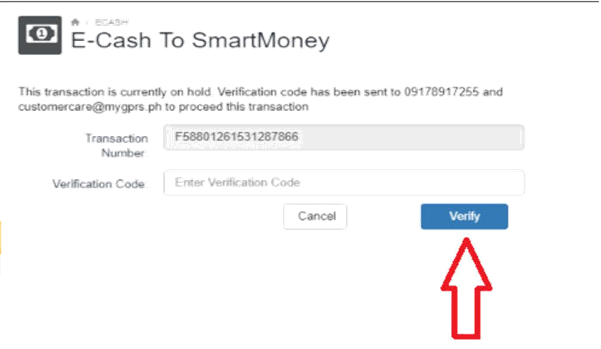 ECASH
E-Cash To SmartMoney
This transaction is currently on hold. Verification code has been sent to 09178917255 and
customercare@mygprs.ph to proceed this transaction
Transaction F58801261531287866
Number
Verification Code Enter Verification Code
Cancel Verify